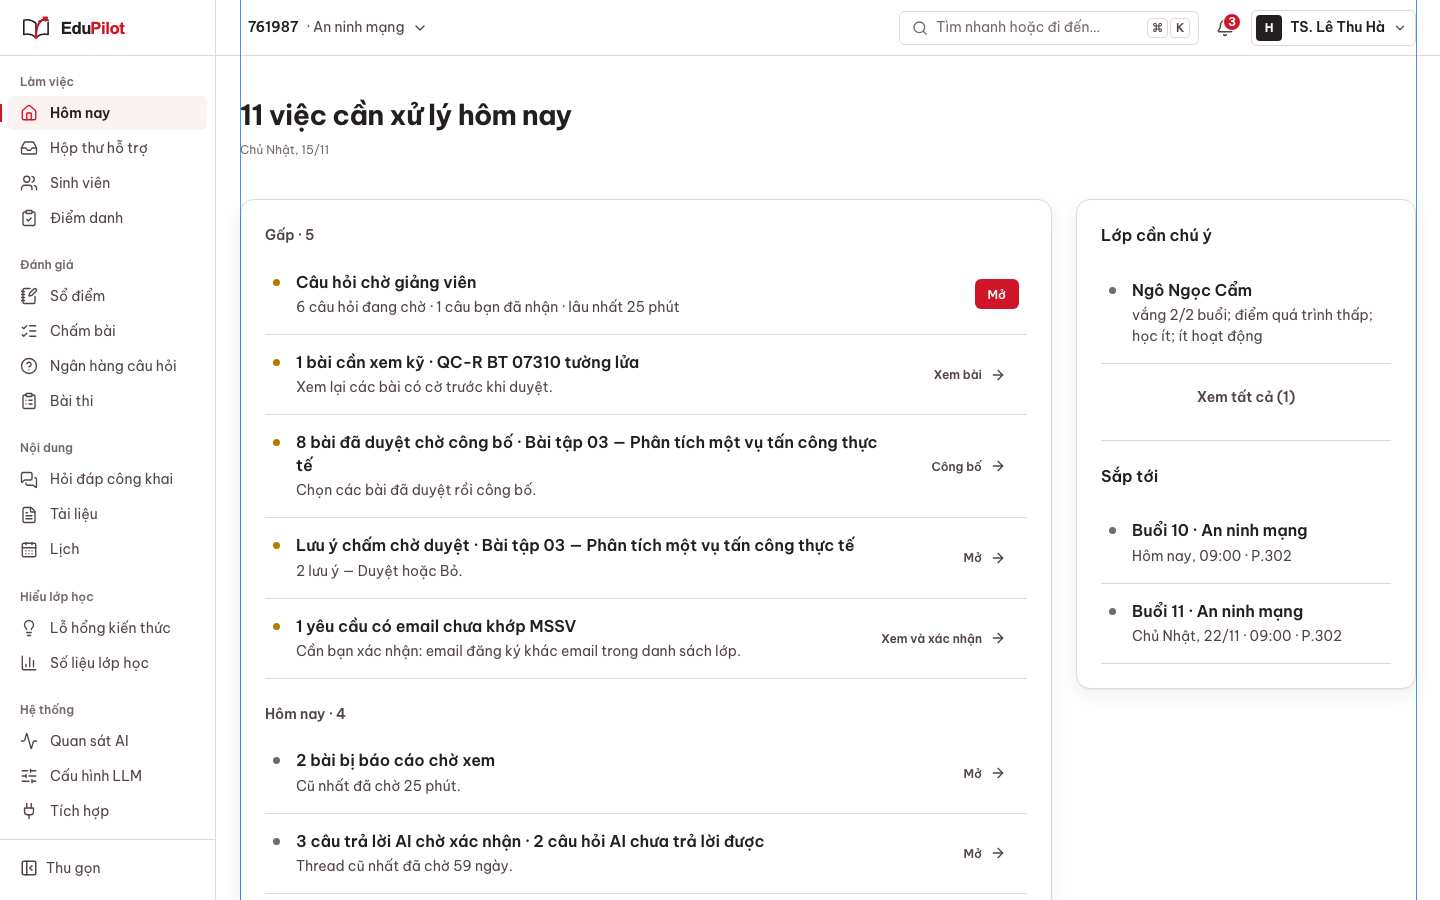 EduPilot
761987 · An ninh mạng
Tìm nhanh hoặc đi đến...
⌘ K
3
H
TS. Lê Thu Hà
Làm việc
Hôm nay
Hộp thư hỗ trợ
Sinh viên
Điểm danh
Đánh giá
Sổ điểm
Chấm bài
Ngân hàng câu hỏi
Bài thi
Nội dung
Hỏi đáp công khai
Tài liệu
Lịch
Hiểu lớp học
Lỗ hổng kiến thức
Số liệu lớp học
Hệ thống
Quan sát AI
Cấu hình LLM
Tích hợp
Thu gọn
11 việc cần xử lý hôm nay
Chủ Nhật, 15/11
Gấp · 5
Câu hỏi chờ giảng viên
6 câu hỏi đang chờ · 1 câu bạn đã nhận · lâu nhất 25 phút
Mở
1 bài cần xem kỹ · QC-R BT 07310 tường lửa
Xem lại các bài có cờ trước khi duyệt.
Xem bài
8 bài đã duyệt chờ công bố · Bài tập 03 — Phân tích một vụ tấn công thực
tế
Chọn các bài đã duyệt rồi công bố.
Công bố
Lưu ý chấm chờ duyệt · Bài tập 03 — Phân tích một vụ tấn công thực tế
2 lưu ý — Duyệt hoặc Bỏ.
Mở
1 yêu cầu có email chưa khớp MSSV
Cần bạn xác nhận: email đăng ký khác email trong danh sách lớp.
Xem và xác nhận
Hôm nay · 4
2 bài bị báo cáo chờ xem
Cũ nhất đã chờ 25 phút.
Mở
3 câu trả lời AI chờ xác nhận · 2 câu hỏi AI chưa trả lời được
Thread cũ nhất đã chờ 59 ngày.
Mở
Lớp cần chú ý
Ngô Ngọc Cẩm
vắng 2/2 buổi; điểm quá trình thấp;
học ít; ít hoạt động
Xem tất cả (1)
Sắp tới
Buổi 10 · An ninh mạng
Hôm nay, 09:00 · P.302
Buổi 11 · An ninh mạng
Chủ Nhật, 22/11 · 09:00 · P.302